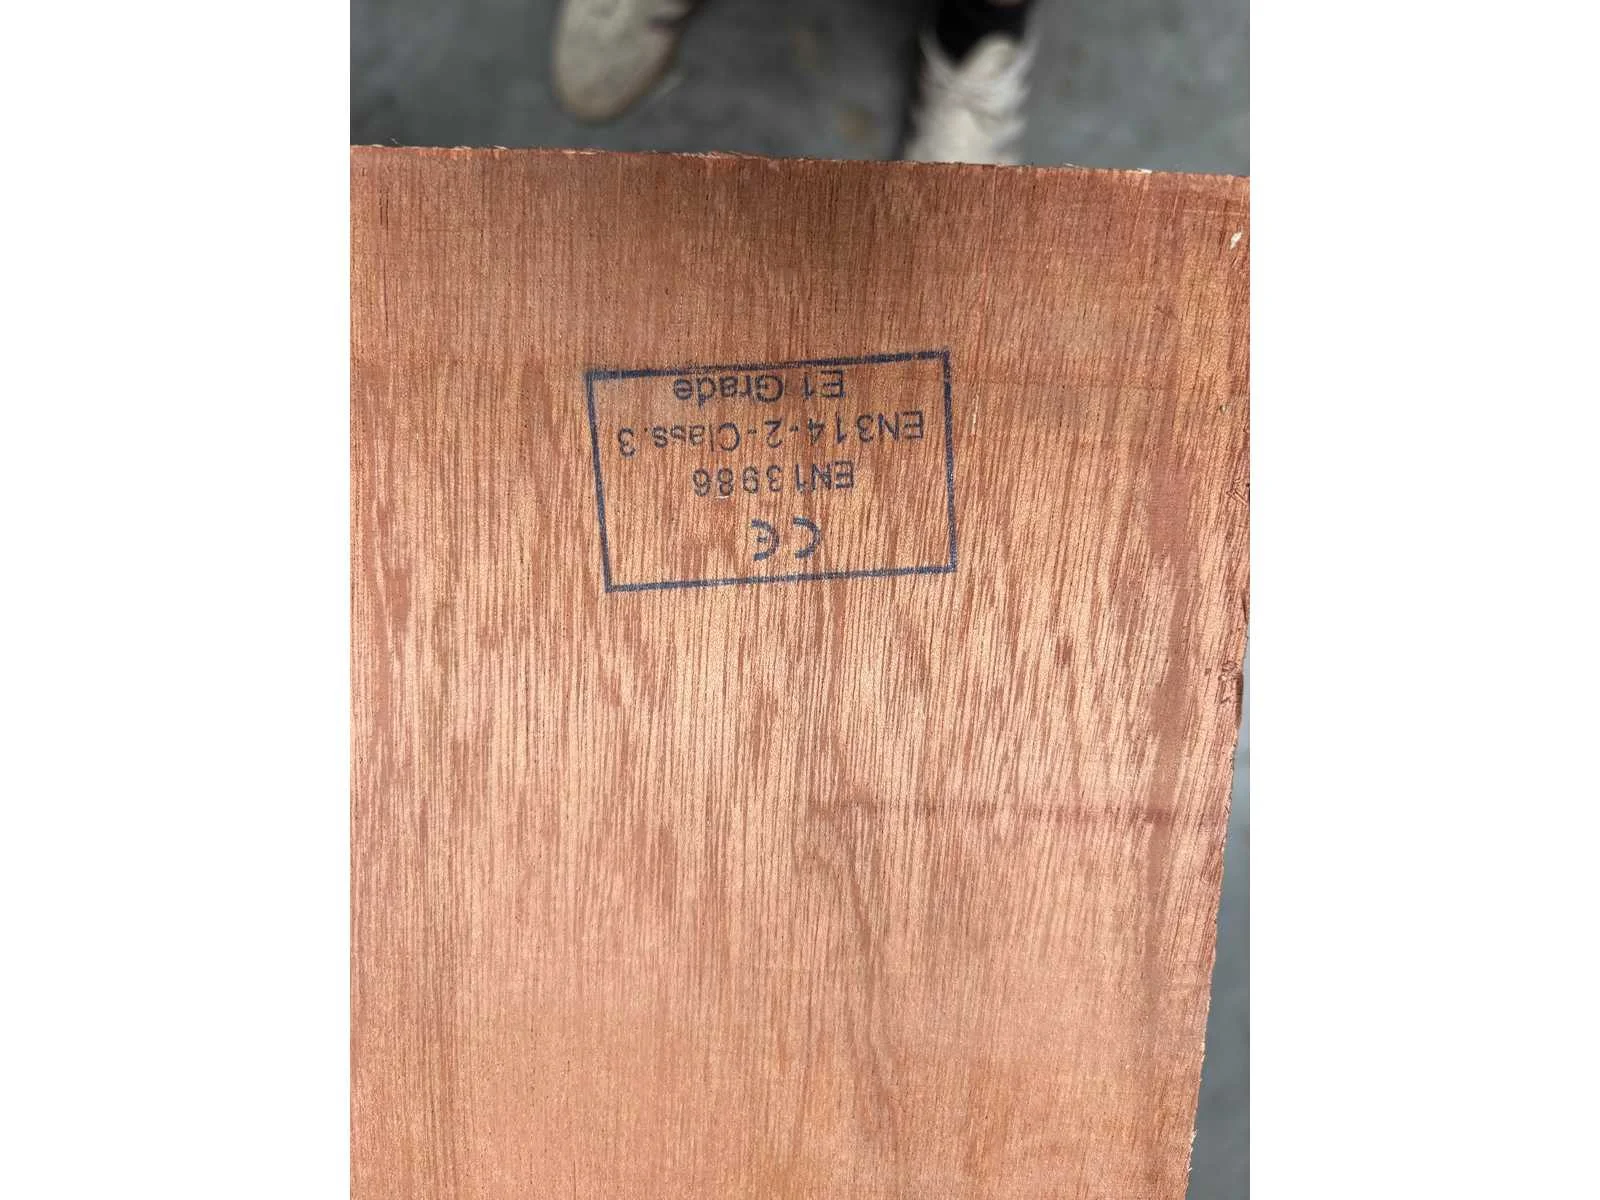 CE
EN13986
EN314-2-Class.3
E1 Grade